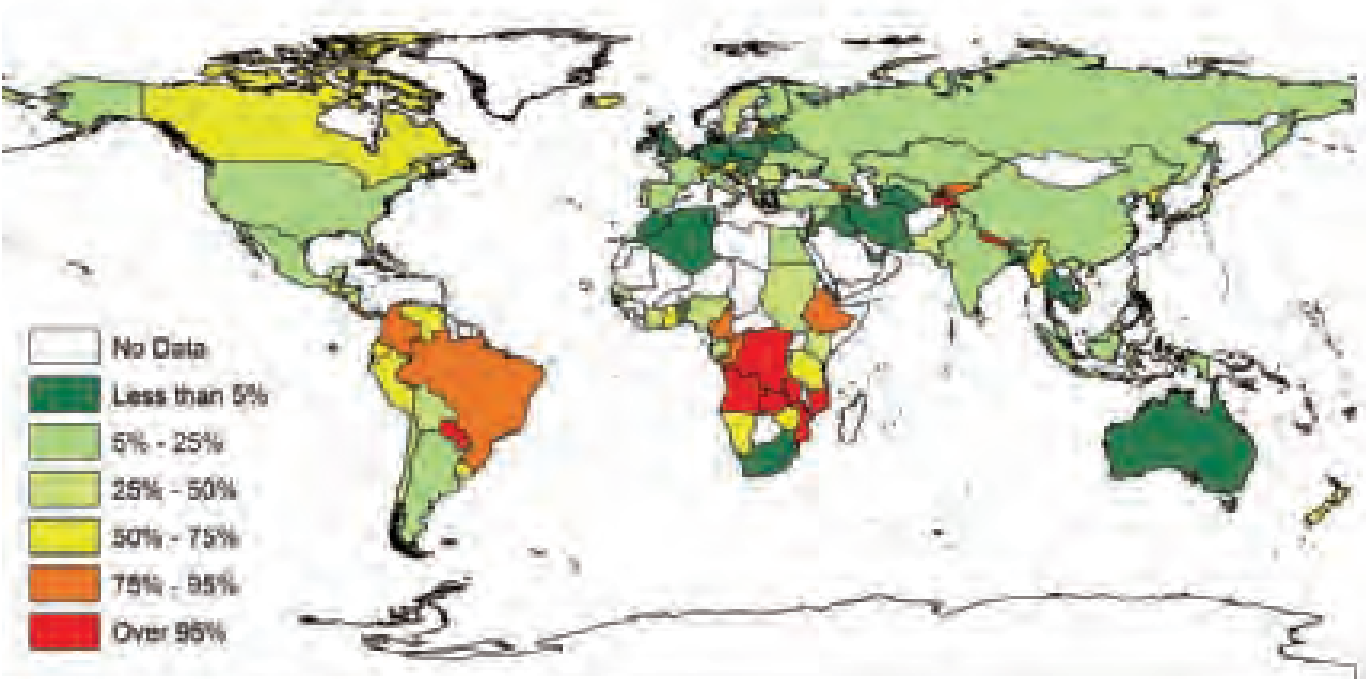 No Data
Less than 5%
5% - 25%
25% - 50%
50% - 75%
75% - 95%
Over 95%